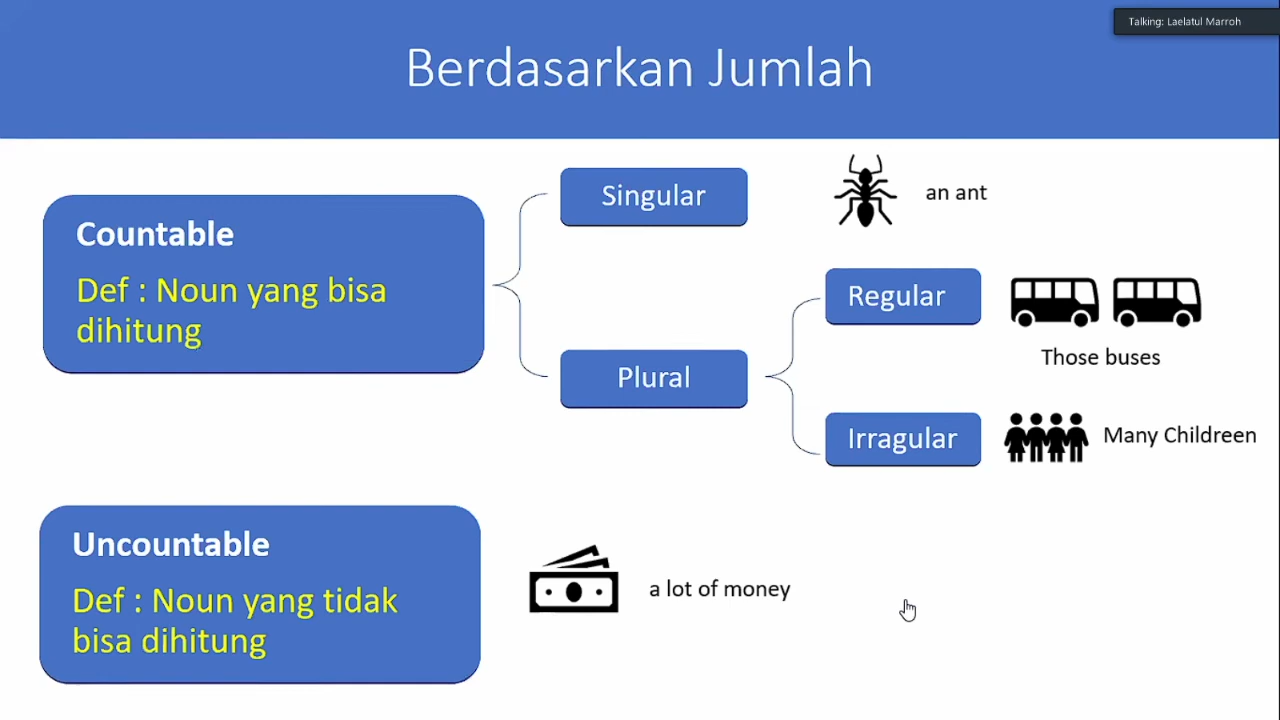 Talking: Laelatul Marroh
Berdasarkan Jumlah
Countable
Def : Noun yang bisa
dihitung
Singular
an ant
Plural
Regular
Those buses
Irragular
Many Childreen
Uncountable
Def : Noun yang tidak
bisa dihitung
a lot of money